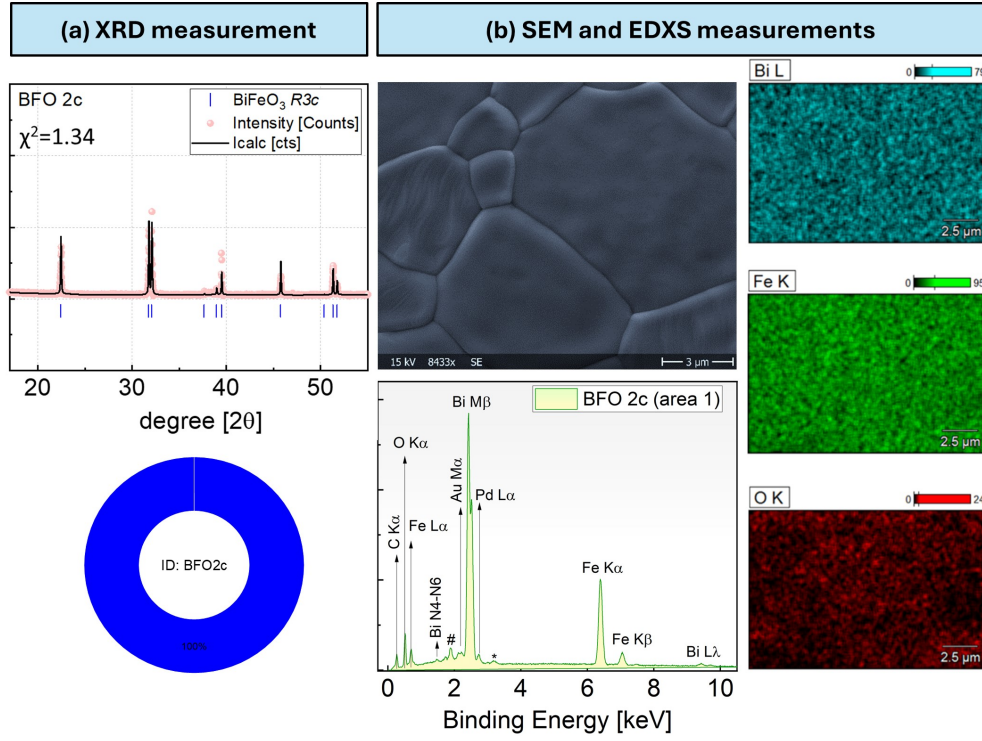 (a) XRD measurement
(b) SEM and EDXS measurements
BFO 2c
χ²=1.34
BiFeO₃ R3c
Intensity [Counts]
Icalc [cts]
20
30
40
50
degree [2θ]
ID: BFO2c
100%
15 kV 8433x SE
3 µm
BFO 2c (area 1)
C Kα
O Kα
Fe Lα
Bi N4-N6
#
Au Mα
Bi Mβ
Pd Lα
*
Fe Kα
Fe Kβ
Bi Lλ
0
2
4
6
8
10
Binding Energy [keV]
Bi L
0
79
2.5 µm
Fe K
0
95
2.5 µm
O K
0
24
2.5 µm